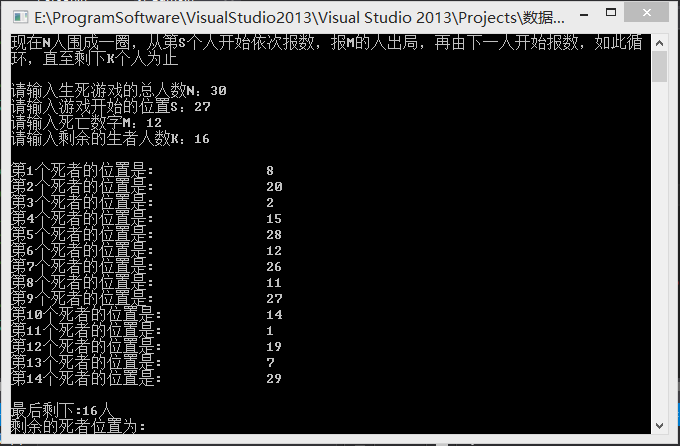 E:\ProgramSoftware\VisualStudio2013\Visual Studio 2013\Projects\数据...
现在N人围成一圈，从第S个人开始依次报数，报M的人出局，再由下一人开始报数，如此循
环，直至剩下K个人为止
请输入生死游戏的总人数N：30
请输入游戏开始的位置S：27
请输入死亡数字M：12
请输入剩余的生者人数K：16
第1个死者的位置是： 8
第2个死者的位置是： 20
第3个死者的位置是： 2
第4个死者的位置是： 15
第5个死者的位置是： 28
第6个死者的位置是： 12
第7个死者的位置是： 26
第8个死者的位置是： 11
第9个死者的位置是： 27
第10个死者的位置是： 14
第11个死者的位置是： 1
第12个死者的位置是： 19
第13个死者的位置是： 7
第14个死者的位置是： 29
最后剩下:16人
剩余的死者位置为：